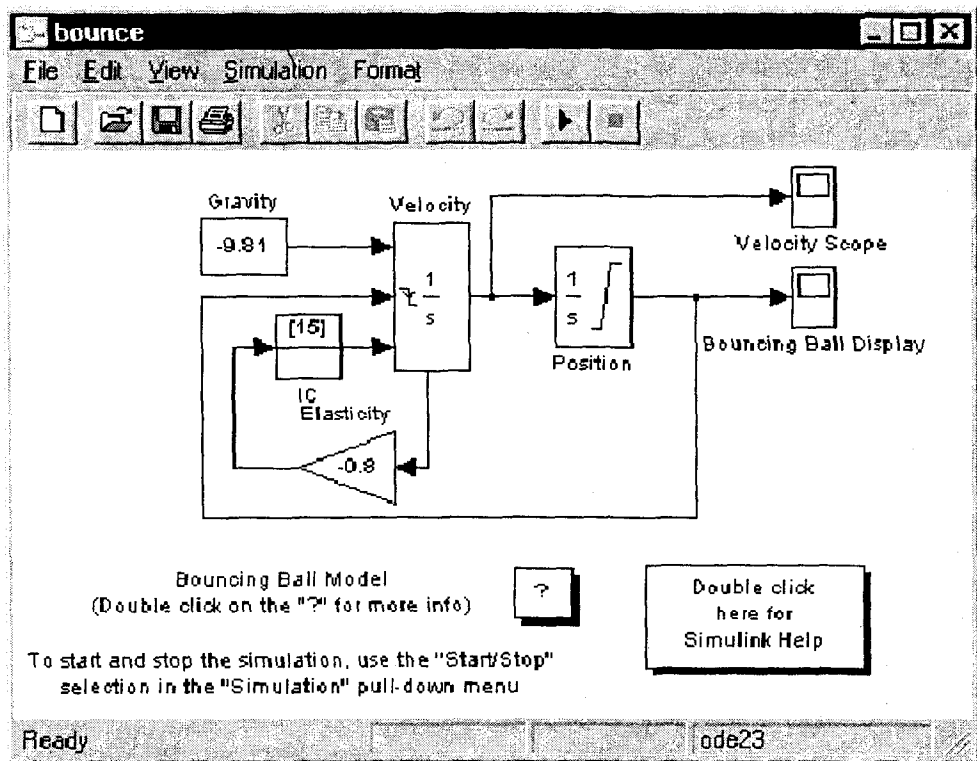 bounce
File Edit View Simulation Format
Gravity
Velocity
-9.81
Velocity Scope
1
s
1
s
[15]
Bouncing Ball Display
Position
IC
Elasticity
-0.8
Bouncing Ball Model
(Double click on the "?" for more info)
?
Double click
here for
Simulink Help
To start and stop the simulation, use the "Start/Stop"
selection in the "Simulation" pull-down menu
Ready
ode23